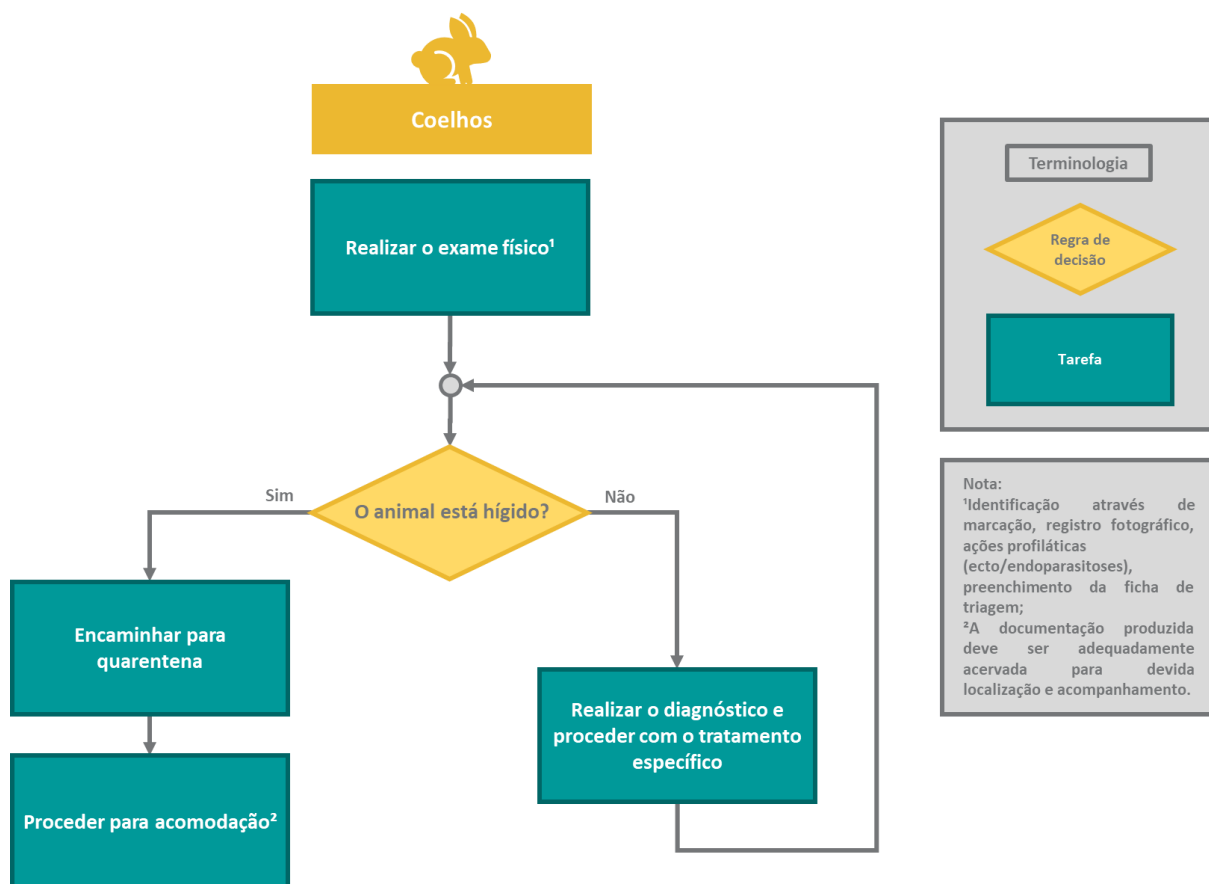 Coelhos
Realizar o exame físico¹
O animal está hígido?
Sim
Não
Encaminhar para
quarentena
Proceder para acomodação²
Realizar o diagnóstico e
proceder com o tratamento
específico
Terminologia
Regra de
decisão
Tarefa
Nota:
¹Identificação através de
marcação, registro fotográfico,
ações profiláticas
(ecto/endoparasitoses),
preenchimento da ficha de
triagem;
²A documentação produzida
deve ser adequadamente
acervada para devida
localização e acompanhamento.